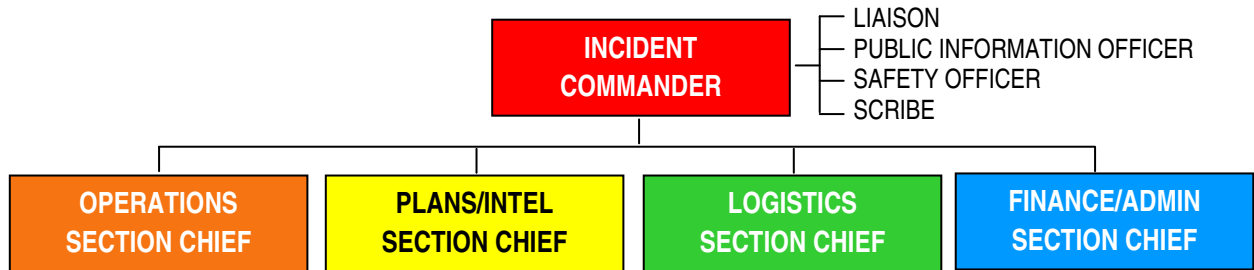 INCIDENT
COMMANDER
LIAISON
PUBLIC INFORMATION OFFICER
SAFETY OFFICER
SCRIBE
OPERATIONS
SECTION CHIEF
PLANS/INTEL
SECTION CHIEF
LOGISTICS
SECTION CHIEF
FINANCE/ADMIN
SECTION CHIEF